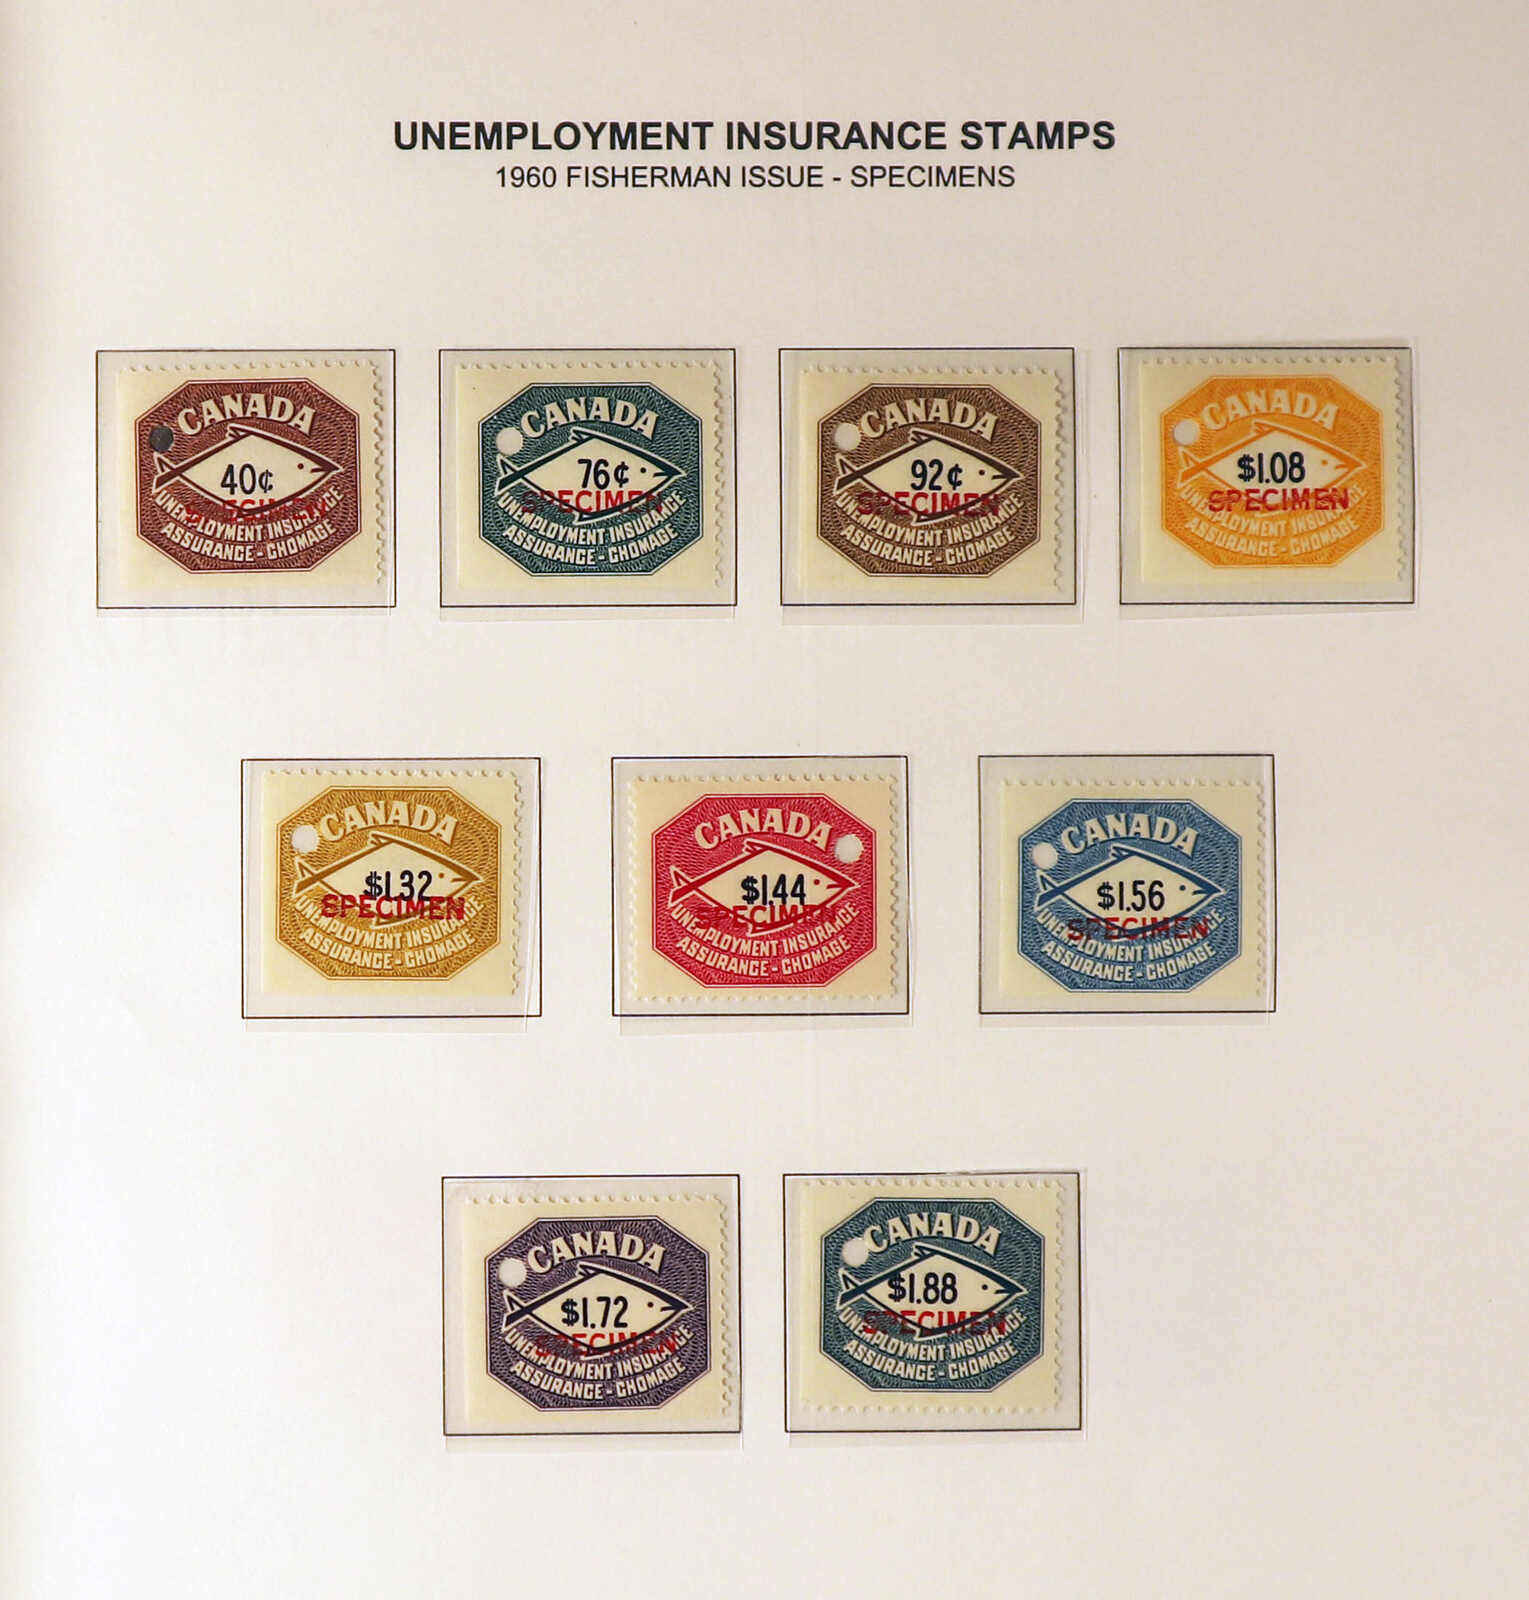 UNEMPLOYMENT INSURANCE STAMPS
1960 FISHERMAN ISSUE - SPECIMENS
CANADA
40¢
SPECIMEN
UNEMPLOYMENT INSURANCE
ASSURANCE - CHOMAGE
CANADA
76¢
SPECIMEN
UNEMPLOYMENT INSURANCE
ASSURANCE - CHOMAGE
CANADA
92¢
SPECIMEN
UNEMPLOYMENT INSURANCE
ASSURANCE - CHOMAGE
CANADA
$1.08
SPECIMEN
UNEMPLOYMENT INSURANCE
ASSURANCE - CHOMAGE
CANADA
$1.32
SPECIMEN
UNEMPLOYMENT INSURANCE
ASSURANCE - CHOMAGE
CANADA
$1.44
SPECIMEN
UNEMPLOYMENT INSURANCE
ASSURANCE - CHOMAGE
CANADA
$1.56
SPECIMEN
UNEMPLOYMENT INSURANCE
ASSURANCE - CHOMAGE
CANADA
$1.72
SPECIMEN
UNEMPLOYMENT INSURANCE
ASSURANCE - CHOMAGE
CANADA
$1.88
SPECIMEN
UNEMPLOYMENT INSURANCE
ASSURANCE - CHOMAGE